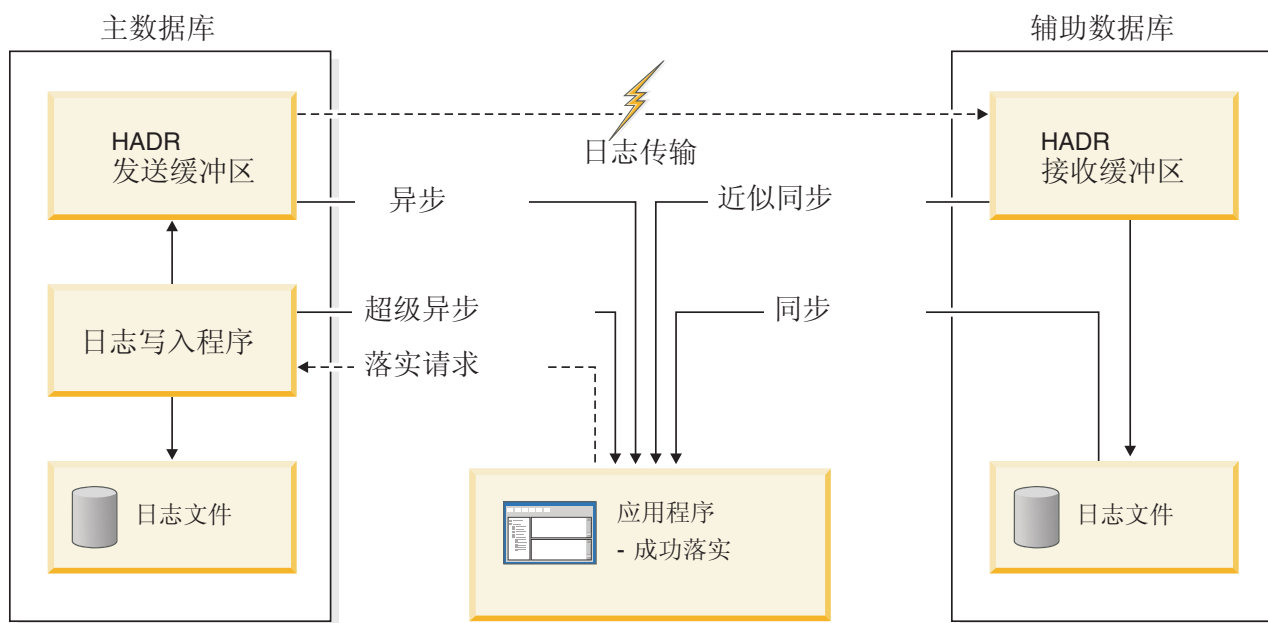 主数据库
辅助数据库
HADR
发送缓冲区
日志传输
HADR
接收缓冲区
异步
近似同步
日志写入程序
超级异步
同步
落实请求
日志文件
应用程序
- 成功落实
日志文件